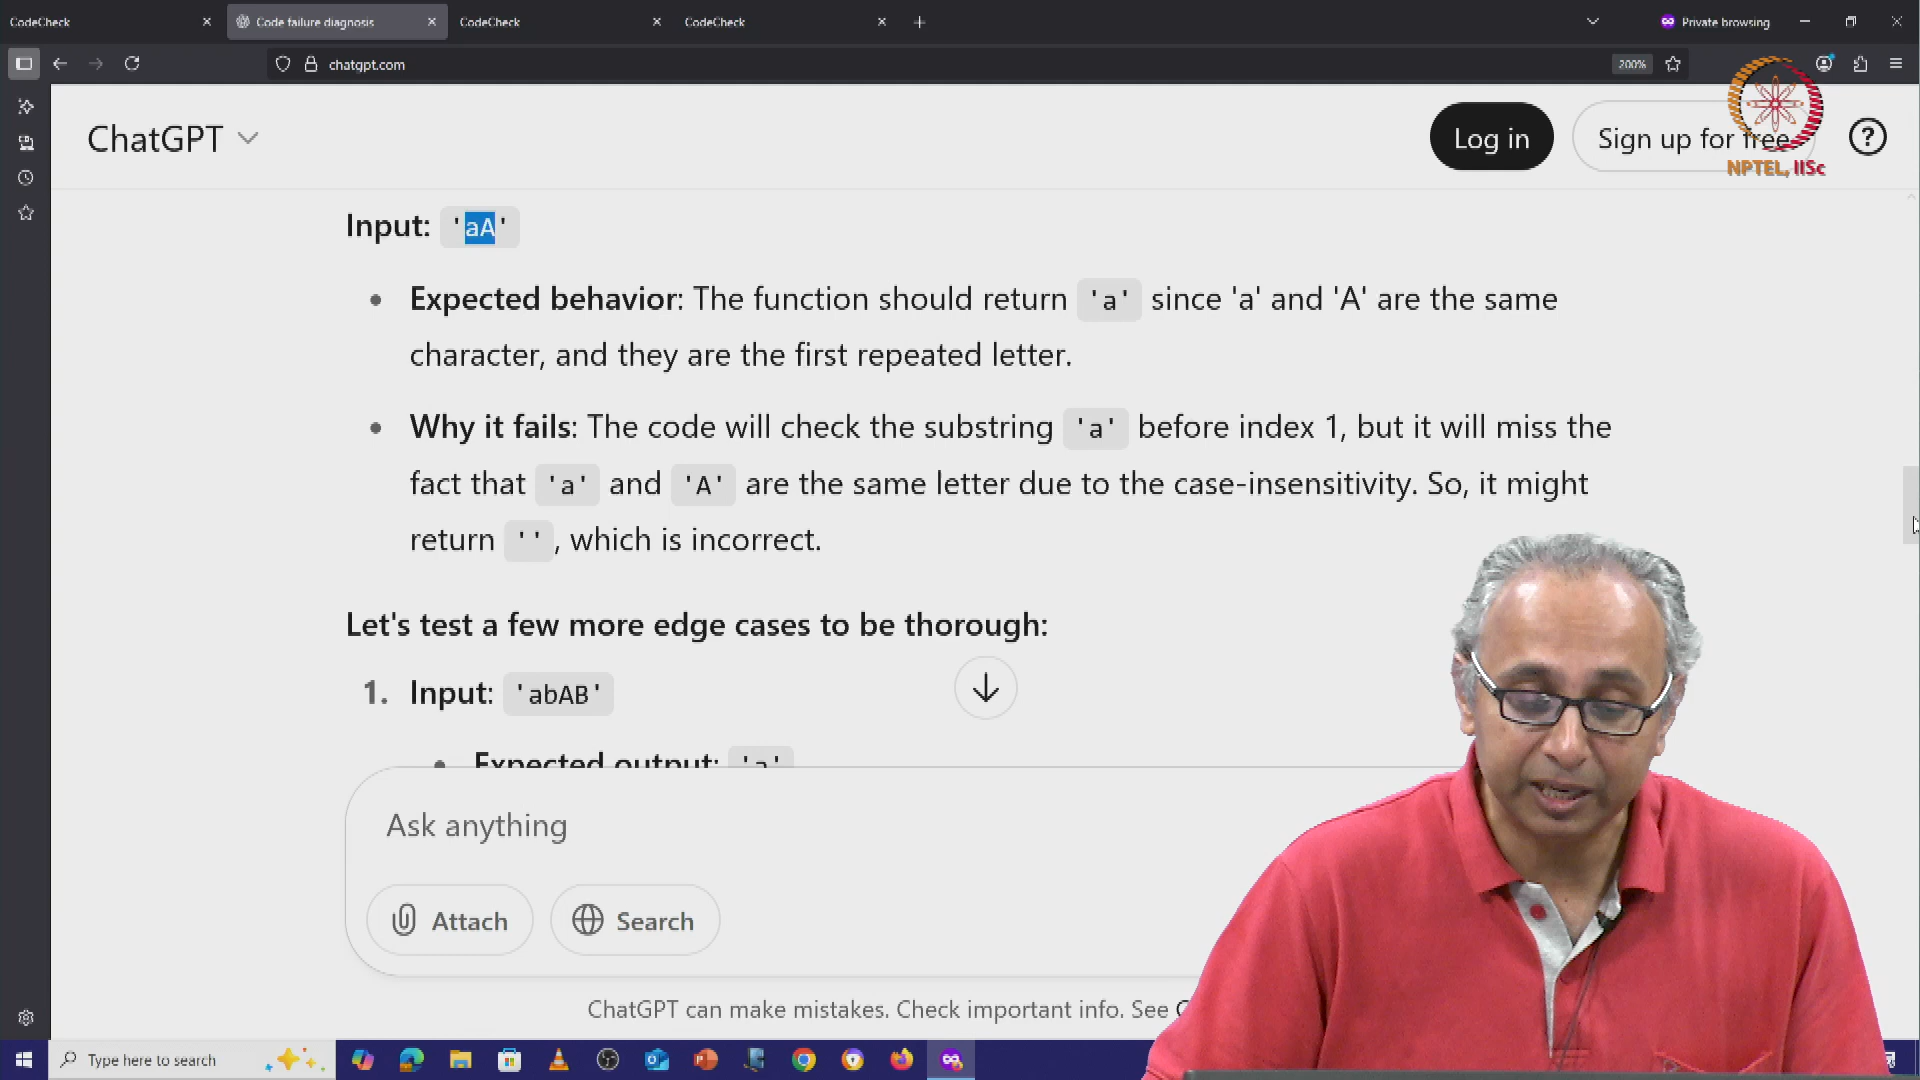 CodeCheck
Code failure diagnosis
CodeCheck
CodeCheck
Private browsing
chatgpt.com
200%
ChatGPT
Log in
Sign up for free
NPTEL, IISc
Input: 'aA'
Expected behavior: The function should return 'a' since 'a' and 'A' are the same
character, and they are the first repeated letter.
Why it fails: The code will check the substring 'a' before index 1, but it will miss the
fact that 'a' and 'A' are the same letter due to the case-insensitivity. So, it might
return '', which is incorrect.
Let's test a few more edge cases to be thorough:
1. Input: 'abAB'
Expected output: 'a'
Ask anything
Attach
Search
ChatGPT can make mistakes. Check important info. See
Type here to search